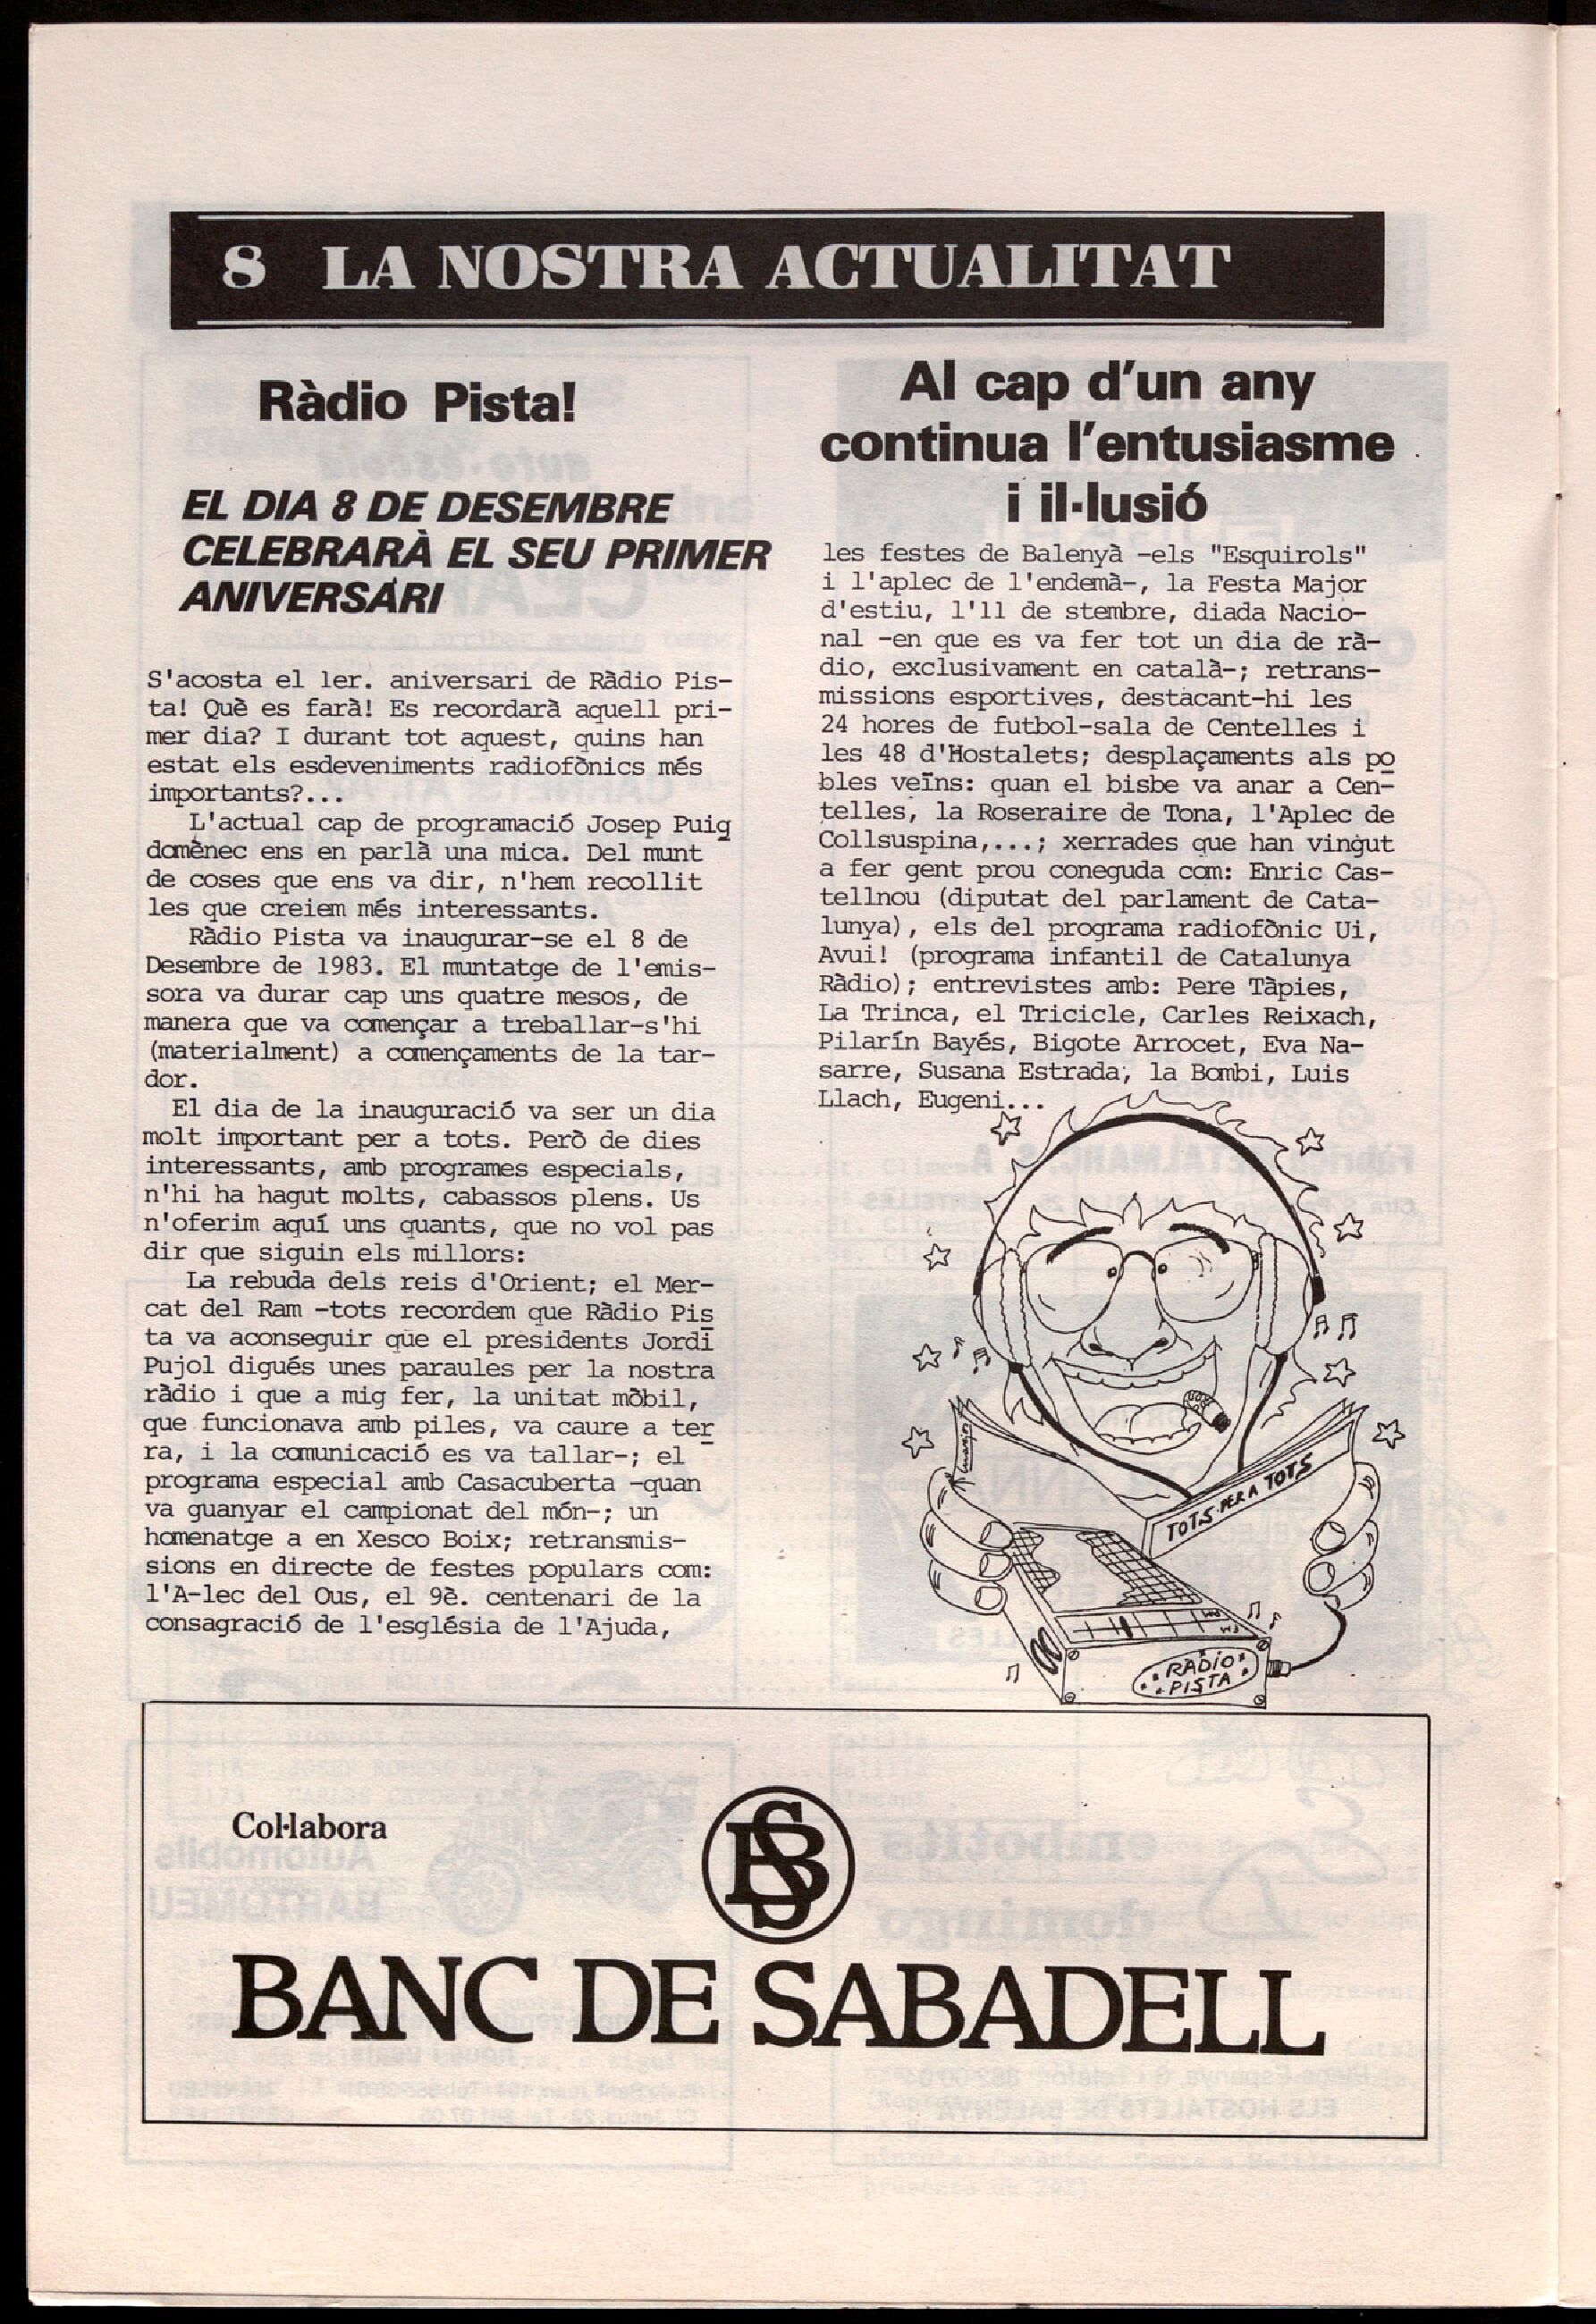 8 LA NOSTRA ACTUALITAT
Ràdio Pista!
EL DIA 8 DE DESEMBRE
CELEBRARÀ EL SEU PRIMER
ANIVERSARI
S'acosta el 1er. aniversari de Ràdio Pis-
ta! Què es farà! Es recordarà aquell pri-
mer dia? I durant tot aquest, quins han
estat els esdeveniments radiofònics més
importants?...
L'actual cap de programació Josep Puig
domènec ens en parlà una mica. Del munt
de coses que ens va dir, n'hem recollit
les que creiem més interessants.
Ràdio Pista va inaugurar-se el 8 de
Desembre de 1983. El muntatge de l'emis-
sora va durar cap uns quatre mesos, de
manera que va començar a treballar-s'hi
(materialment) a començaments de la tar-
dor.
El dia de la inauguració va ser un dia
molt important per a tots. Però de dies
interessants, amb programes especials,
n'hi ha hagut molts, cabassos plens. Us
n'oferim aquí uns quants, que no vol pas
dir que siguin els millors:
La rebuda dels reis d'Orient; el Mer-
cat del Ram -tots recordem que Ràdio Pis
ta va aconseguir que el presidents Jordi
Pujol digués unes paraules per la nostra
ràdio i que a mig fer, la unitat mòbil,
que funcionava amb piles, va caure a ter
ra, i la comunicació es va tallar-; el
programa especial amb Casacuberta -quan
va guanyar el campionat del món-; un
homenatge a en Xesco Boix; retransmis-
sions en directe de festes populars com:
l'A-lec del Ous, el 9è. centenari de la
consagració de l'església de l'Ajuda,
Al cap d'un any
continua l'entusiasme
i il·lusió
les festes de Balenyà -els "Esquirols"
i l'aplec de l'endemà-, la Festa Major
d'estiu, l'11 de stembre, diada Nacio-
nal -en que es va fer tot un dia de rà-
dio, exclusivament en català-; retrans-
missions esportives, destacant-hi les
24 hores de futbol-sala de Centelles i
les 48 d'Hostalets; desplaçaments als po
bles veïns: quan el bisbe va anar a Cen-
telles, la Roseraire de Tona, l'Aplec de
Collsuspina,...; xerrades que han vingut
a fer gent prou coneguda com: Enric Cas-
tellnou (diputat del parlament de Cata-
lunya), els del programa radiofònic Ui,
Avui! (programa infantil de Catalunya
Ràdio); entrevistes amb: Pere Tàpies,
La Trinca, el Tricicle, Carles Reixach,
Pilarín Bayés, Bigote Arrocet, Eva Na-
sarre, Susana Estrada, la Bombi, Luis
Llach, Eugeni...
TOTS PER A TOTS
RADIO
PISTA
Col·labora
BS
BANC DE SABADELL